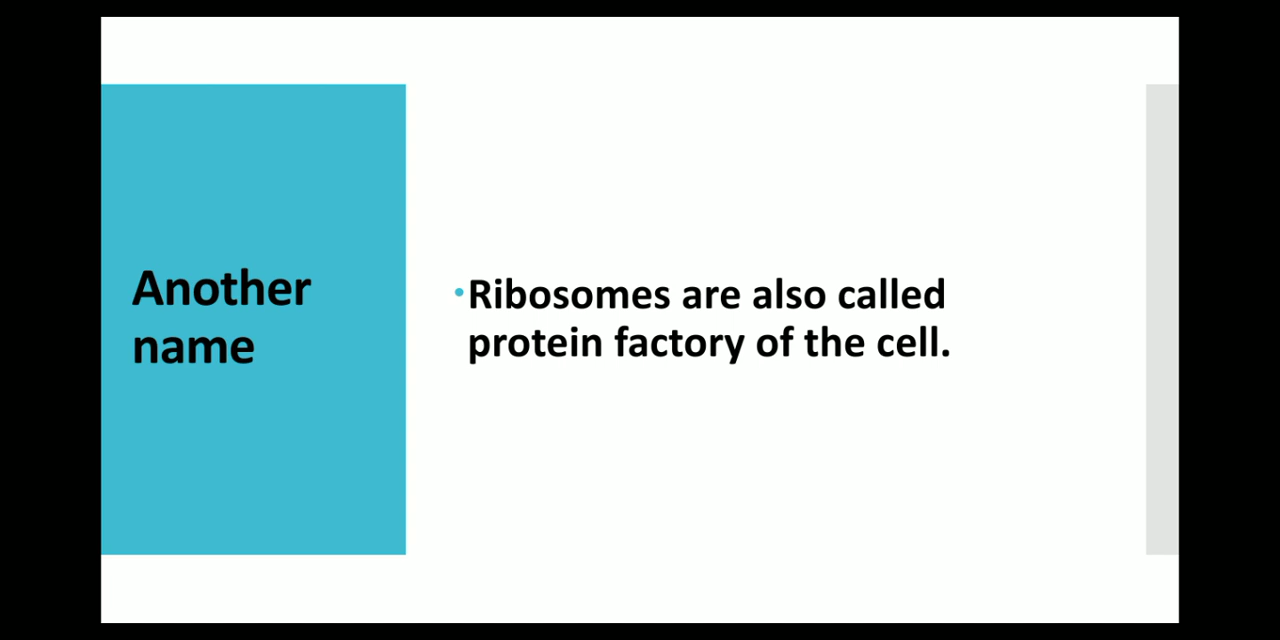 Another
name
•Ribosomes are also called
protein factory of the cell.